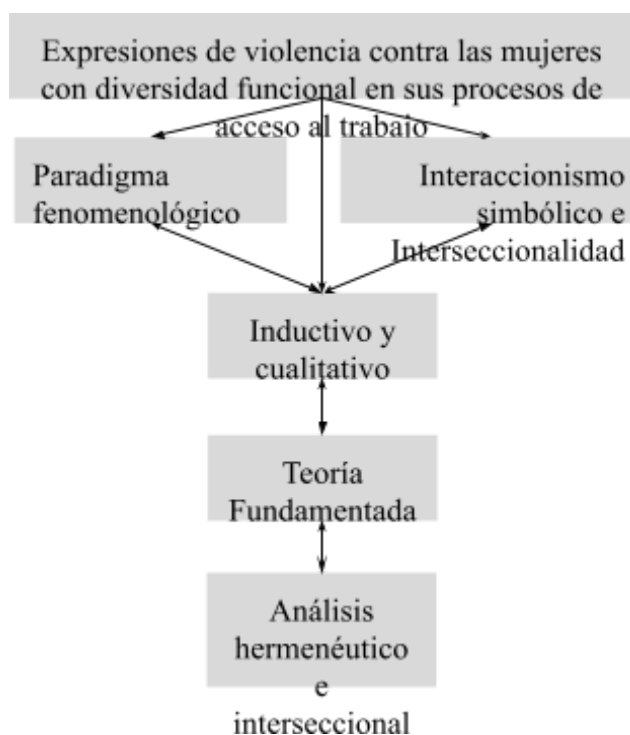 Expresiones de violencia contra las mujeres
con diversidad funcional en sus procesos de
acceso al trabajo
Paradigma
fenomenológico
Interaccionismo
simbólico e
Interseccionalidad
Inductivo y
cualitativo
Teoría
Fundamentada
Análisis
hermenéutico
e
interseccional